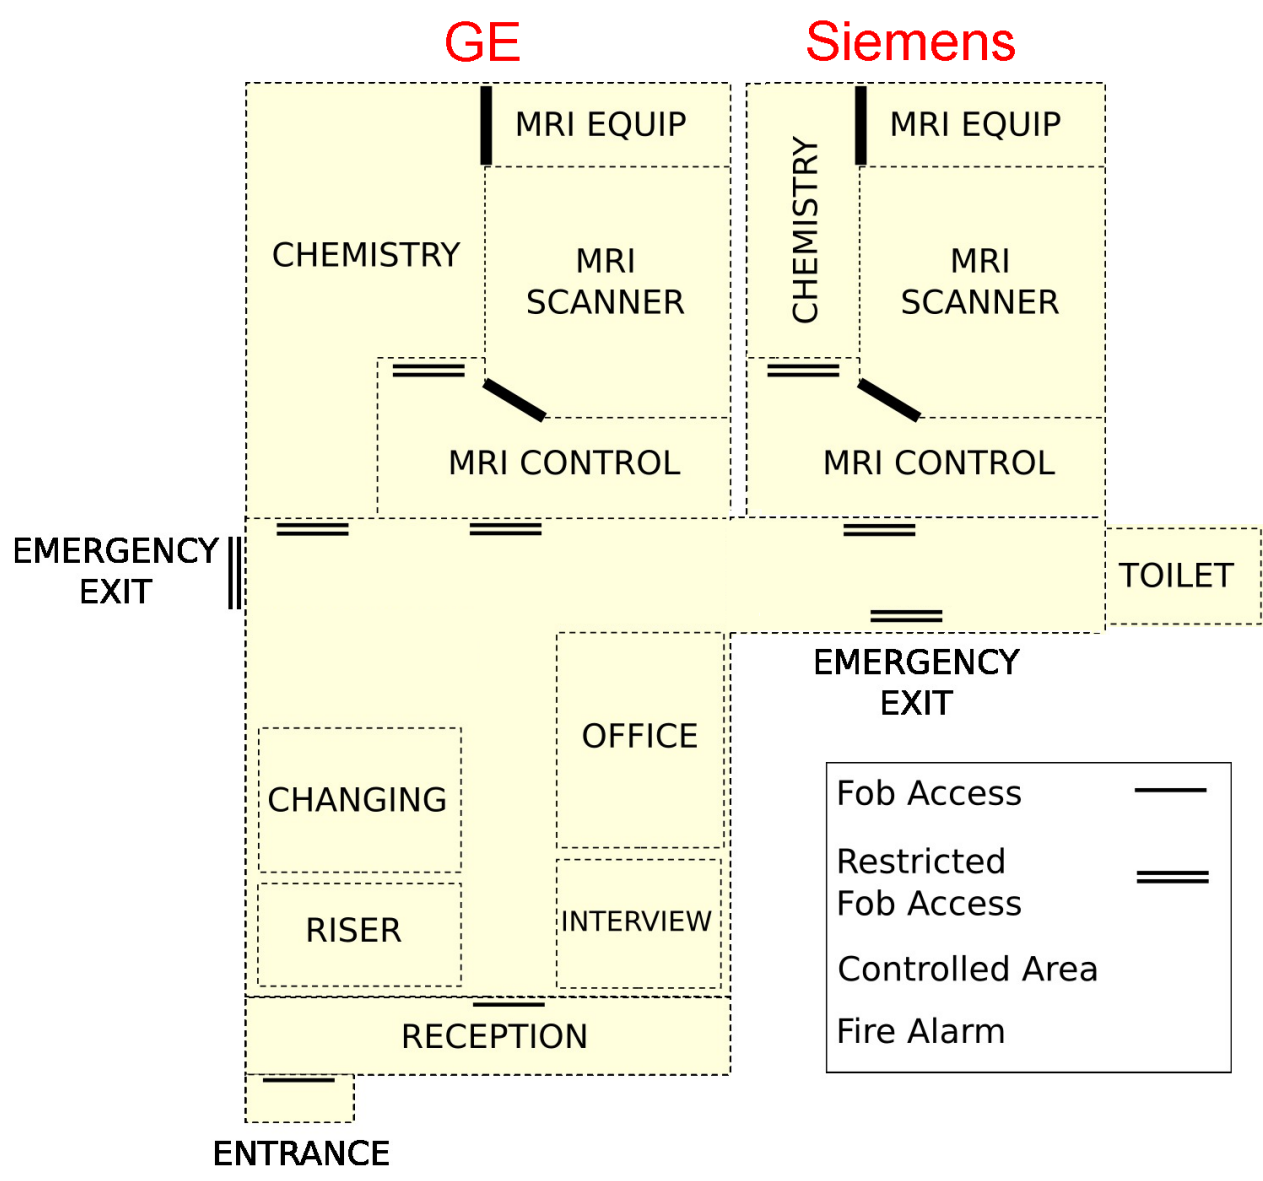 GE
Siemens
MRI EQUIP
MRI EQUIP
CHEMISTRY
MRI
SCANNER
CHEMISTRY
MRI
SCANNER
MRI CONTROL
MRI CONTROL
EMERGENCY
EXIT
TOILET
EMERGENCY
EXIT
OFFICE
CHANGING
INTERVIEW
RISER
RECEPTION
ENTRANCE
Fob Access
Restricted
Fob Access
Controlled Area
Fire Alarm